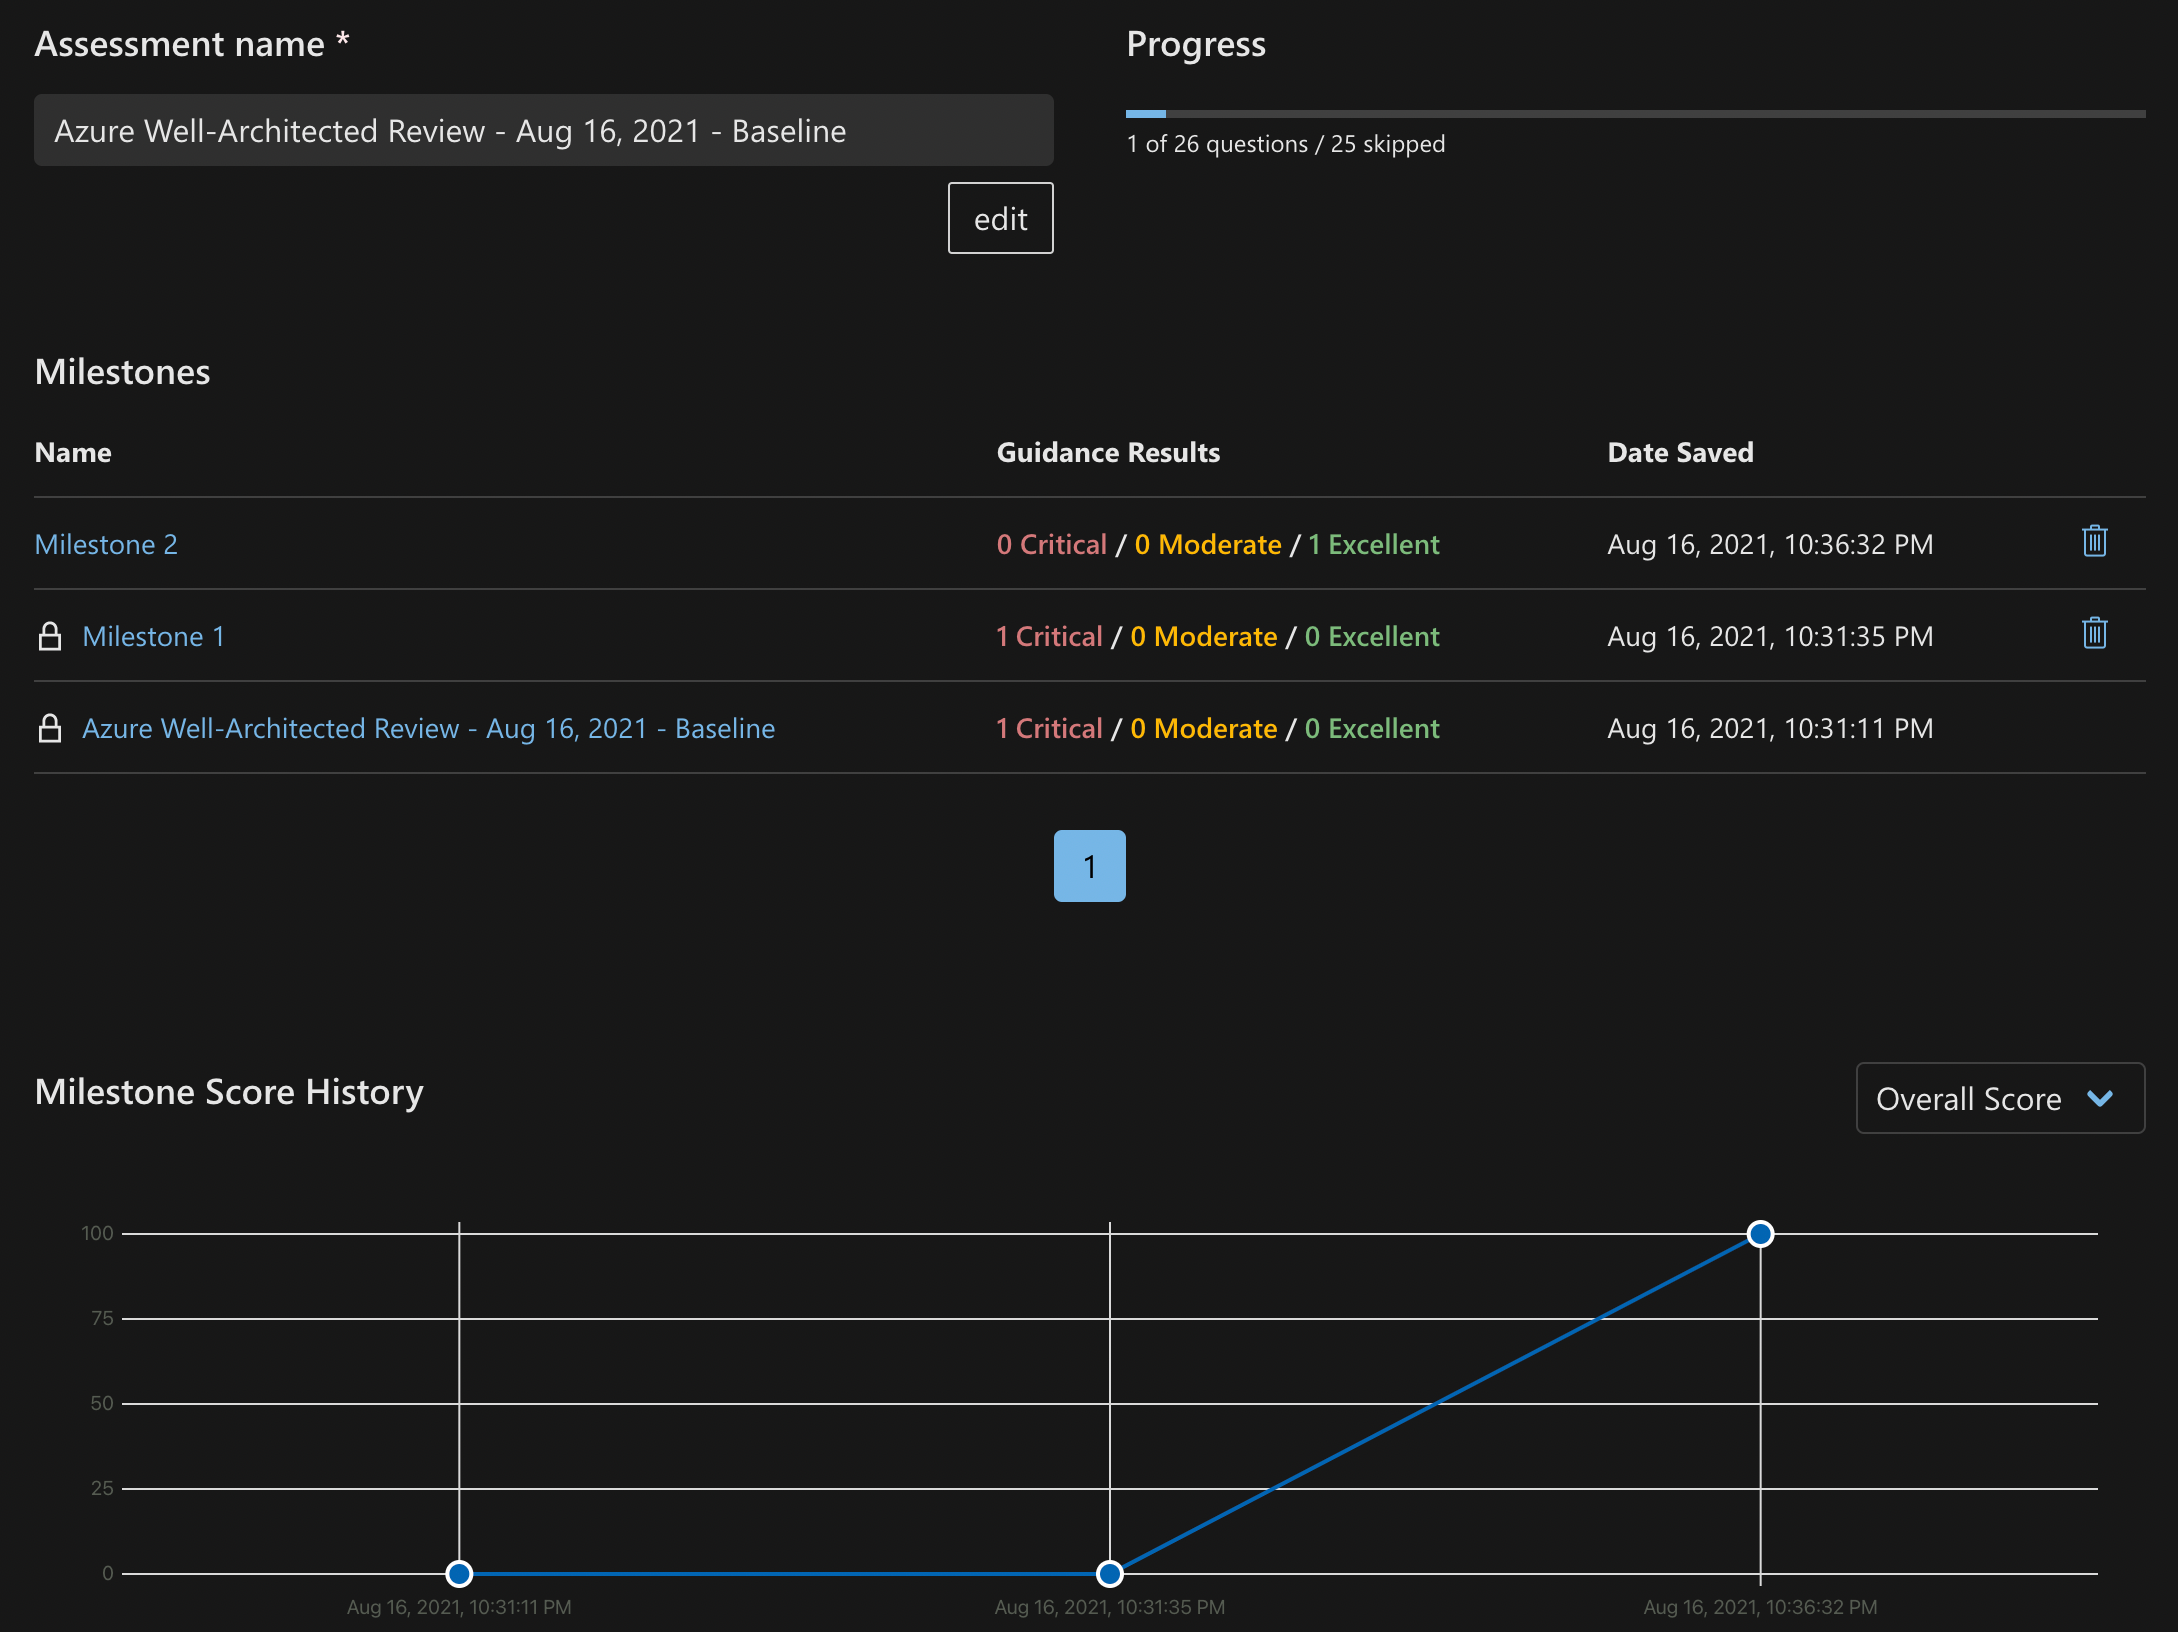 Assessment name *
Progress
Azure Well-Architected Review - Aug 16, 2021 - Baseline
1 of 26 questions / 25 skipped
edit
Milestones
Name Guidance Results Date Saved
Milestone 2 0 Critical / 0 Moderate / 1 Excellent Aug 16, 2021, 10:36:32 PM
Milestone 1 1 Critical / 0 Moderate / 0 Excellent Aug 16, 2021, 10:31:35 PM
Azure Well-Architected Review - Aug 16, 2021 - Baseline 1 Critical / 0 Moderate / 0 Excellent Aug 16, 2021, 10:31:11 PM
1
Milestone Score History
Overall Score
100
75
50
25
0
Aug 16, 2021, 10:31:11 PM Aug 16, 2021, 10:31:35 PM Aug 16, 2021, 10:36:32 PM